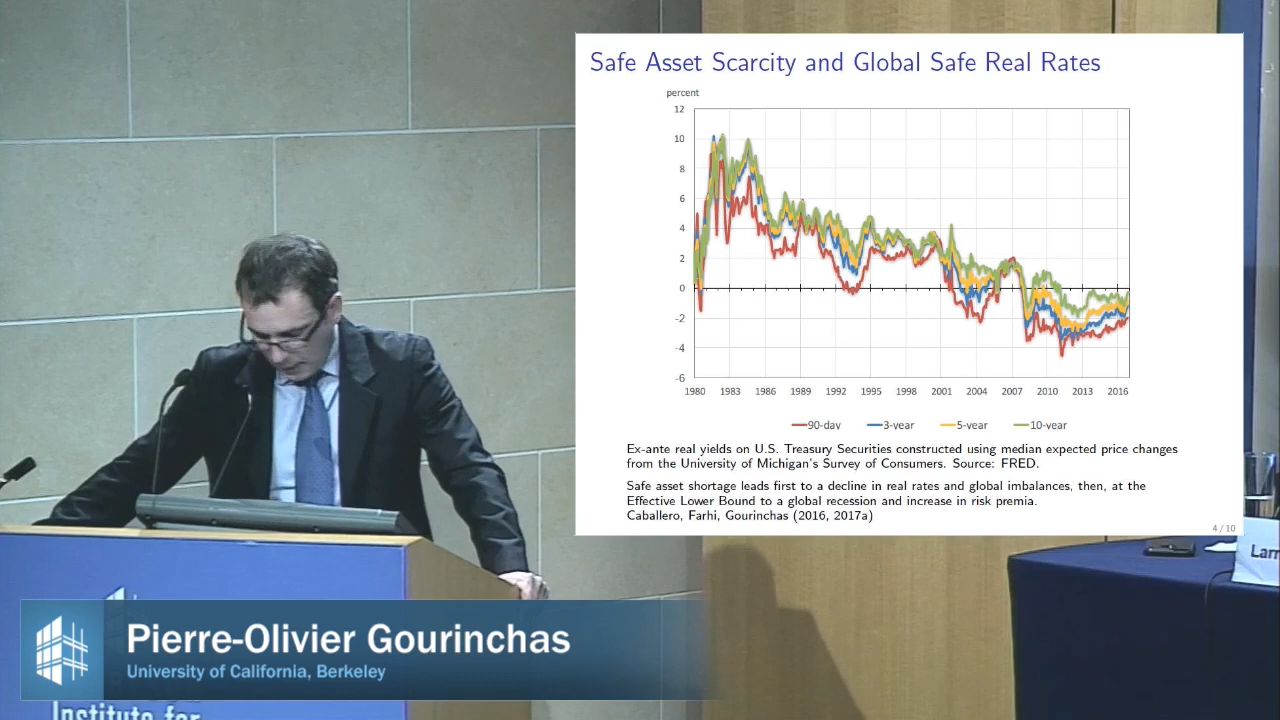 Safe Asset Scarcity and Global Safe Real Rates
percent
12
10
8
6
4
2
0
-2
-4
-6
1980 1983 1986 1989 1992 1995 1998 2001 2004 2007 2010 2013 2016
90-day 3-year 5-year 10-year
Ex-ante real yields on U.S. Treasury Securities constructed using median expected price changes
from the University of Michigan's Survey of Consumers. Source: FRED.
Safe asset shortage leads first to a decline in real rates and global imbalances, then, at the
Effective Lower Bound to a global recession and increase in risk premia.
Caballero, Farhi, Gourinchas (2016, 2017a)
4 / 10
Larr
Pierre-Olivier Gourinchas
University of California, Berkeley
Institute for